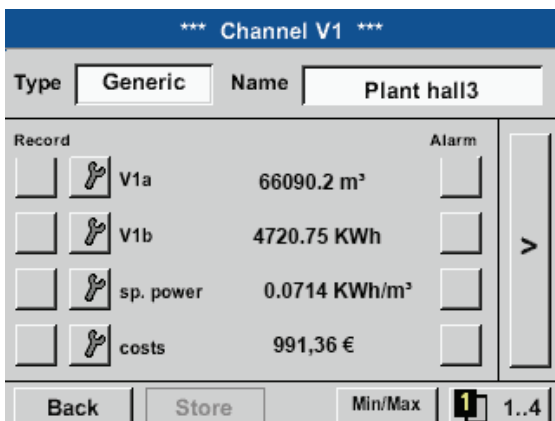 *** Channel V1 ***
Type Generic Name Plant hall3
Record Alarm
V1a 66090.2 m³
V1b 4720.75 KWh
>
sp. power 0.0714 KWh/m³
costs 991,36 €
Back Store Min/Max 1 1..4